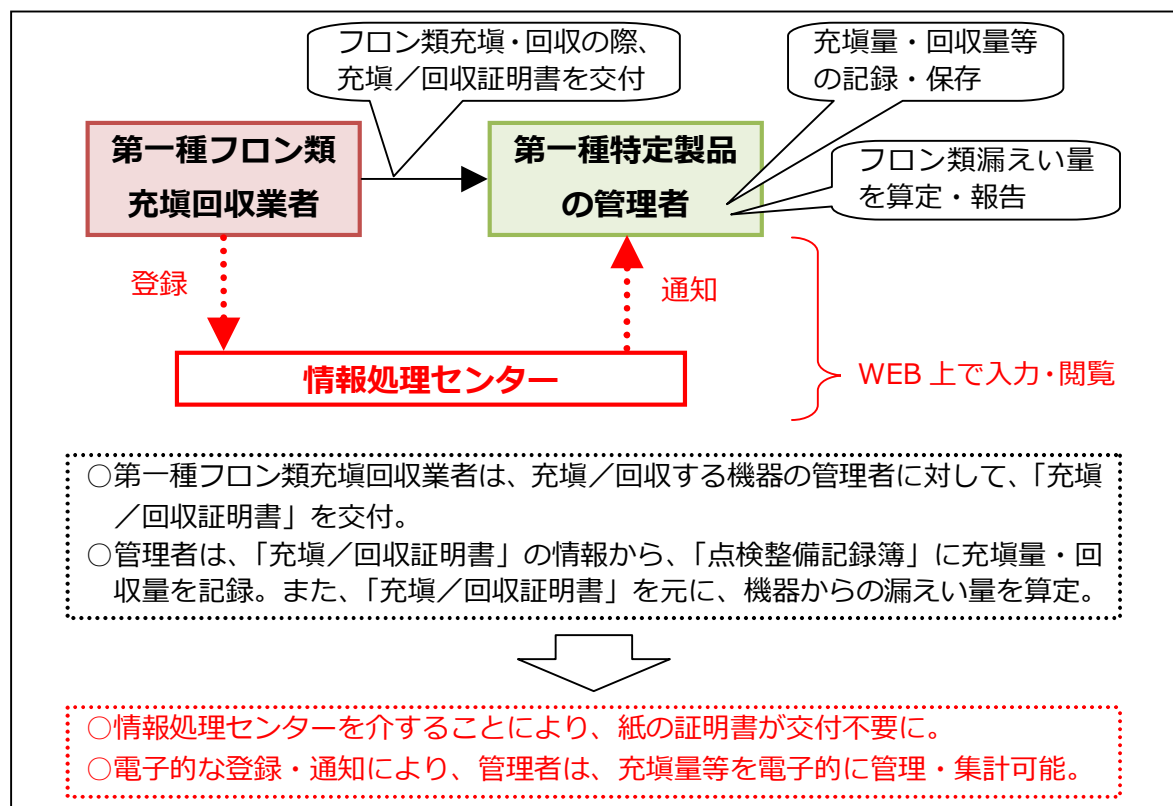 フロン類充塡・回収の際、
充塡／回収証明書を交付
充塡量・回収量等
の記録・保存
第一種フロン類
充塡回収業者
第一種特定製品
の管理者
フロン類漏えい量
を算定・報告
登録
通知
情報処理センター
WEB 上で入力・閲覧
○第一種フロン類充塡回収業者は、充塡／回収する機器の管理者に対して、「充塡
／回収証明書」を交付。
○管理者は、「充塡／回収証明書」の情報から、「点検整備記録簿」に充塡量・回
収量を記録。また、「充塡／回収証明書」を元に、機器からの漏えい量を算定。
○情報処理センターを介することにより、紙の証明書が交付不要に。
○電子的な登録・通知により、管理者は、充塡量等を電子的に管理・集計可能。